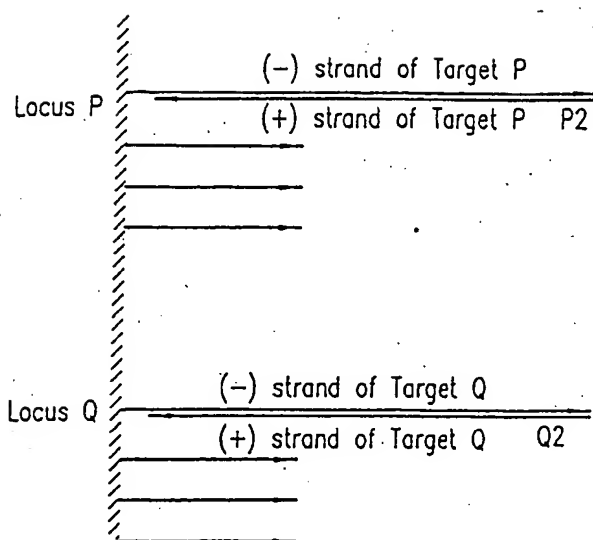 (-) strand of Target P
Locus P
(+) strand of Target P P2
(-) strand of Target Q
Locus Q
(+) strand of Target Q Q2